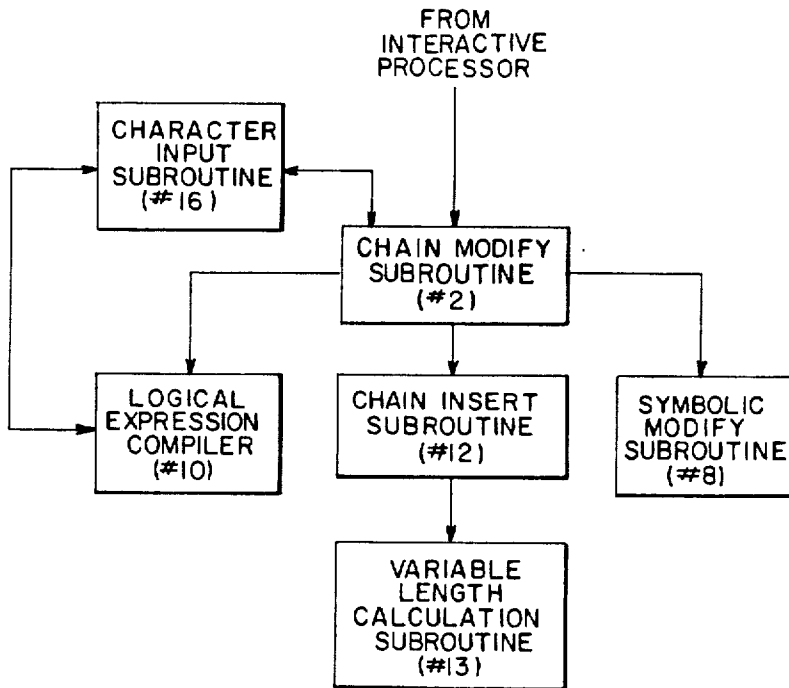 FROM
INTERACTIVE
PROCESSOR
CHARACTER
INPUT
SUBROUTINE
(#16)
CHAIN MODIFY
SUBROUTINE
(#2)
LOGICAL
EXPRESSION
COMPILER
(#10)
CHAIN INSERT
SUBROUTINE
(#12)
SYMBOLIC
MODIFY
SUBROUTINE
(#8)
VARIABLE
LENGTH
CALCULATION
SUBROUTINE
(#13)